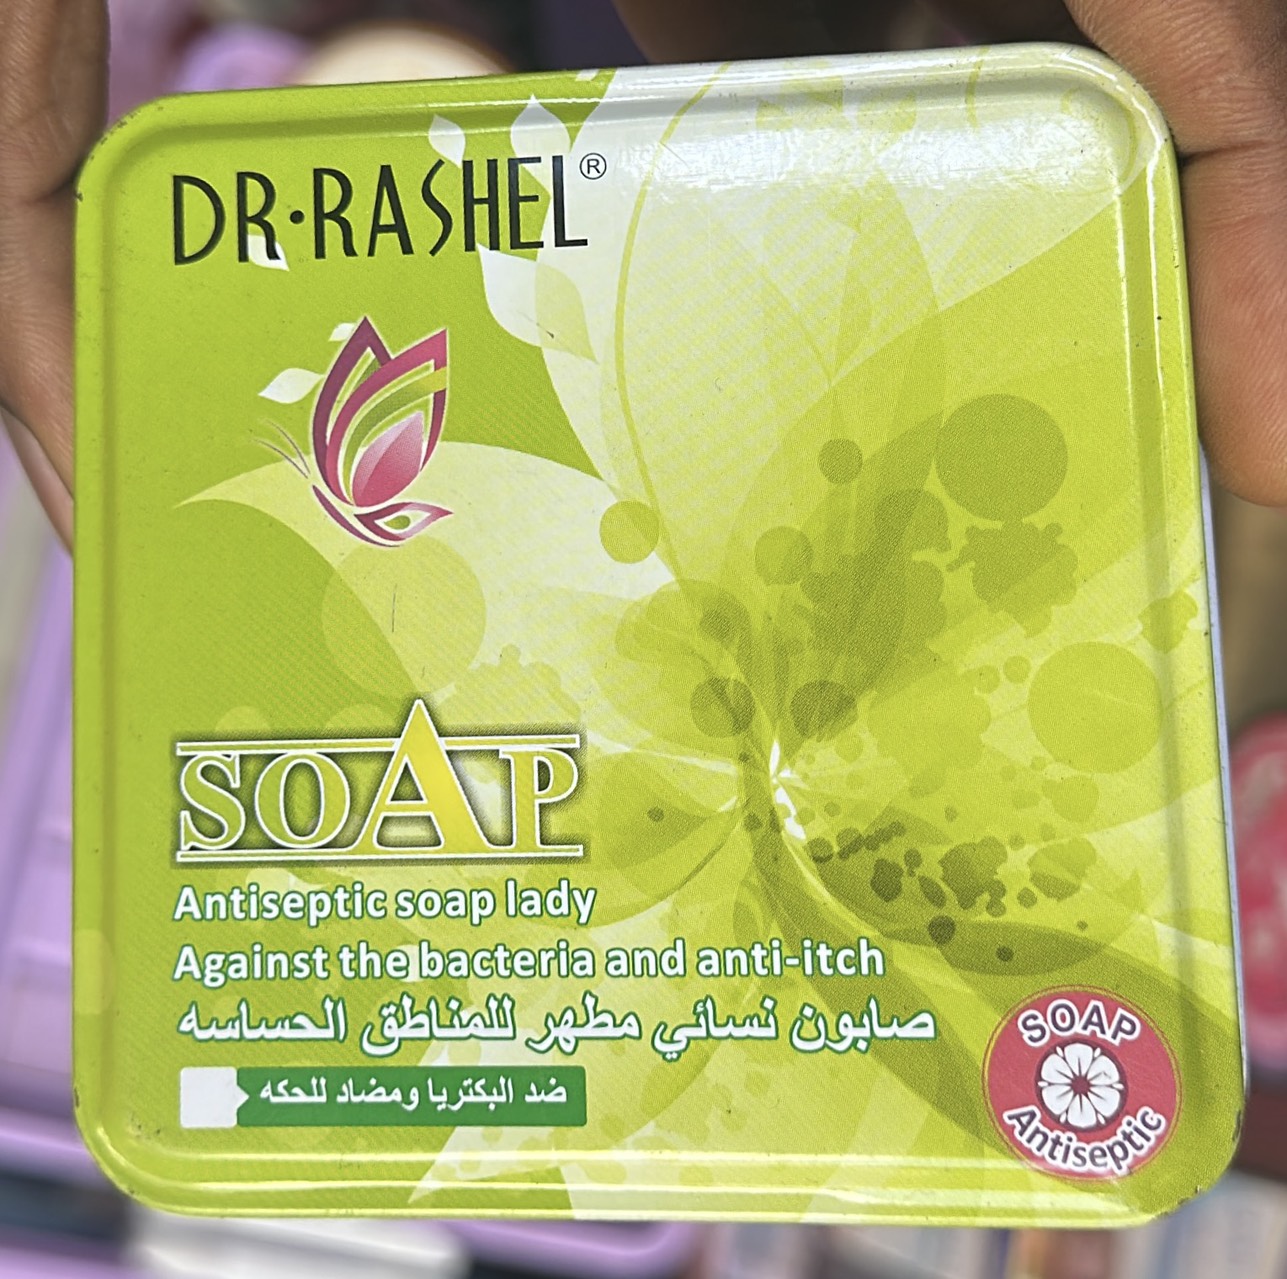 DR·RASHEL®
SOAP
Antiseptic soap lady
Against the bacteria and anti-itch
صابون نسائي مطهر للمناطق الحساسه
ضد البكتريا ومضاد للحكه
SOAP
Antiseptic